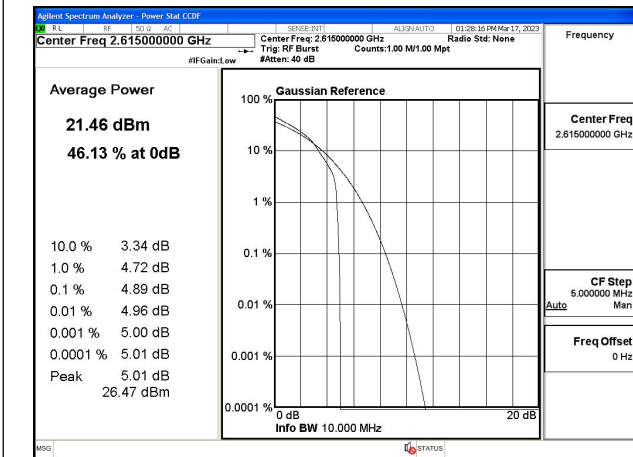 Agilent Spectrum Analyzer - Power Stat CCDF
RL RF 50 Ω AC SENSE:INT ALIGNAUTO 01:28:16 PM Mar 17, 2023
Center Freq 2.615000000 GHz
Center Freq: 2.615000000 GHz Radio Std: None
Trig: RF Burst Counts:1.00 M/1.00 Mpt
#IFGain:Low #Atten: 40 dB
Frequency
Average Power
21.46 dBm
46.13 % at 0dB
10.0 % 3.34 dB
1.0 % 4.72 dB
0.1 % 4.89 dB
0.01 % 4.96 dB
0.001 % 5.00 dB
0.0001 % 5.01 dB
Peak 5.01 dB
26.47 dBm
Gaussian Reference
100 %
10 %
1 %
0.1 %
0.01 %
0.001 %
0.0001 %
0 dB 20 dB
Info BW 10.000 MHz
Center Freq
2.615000000 GHz
CF Step
5.000000 MHz
Auto Man
Freq Offset
0 Hz
MSG STATUS